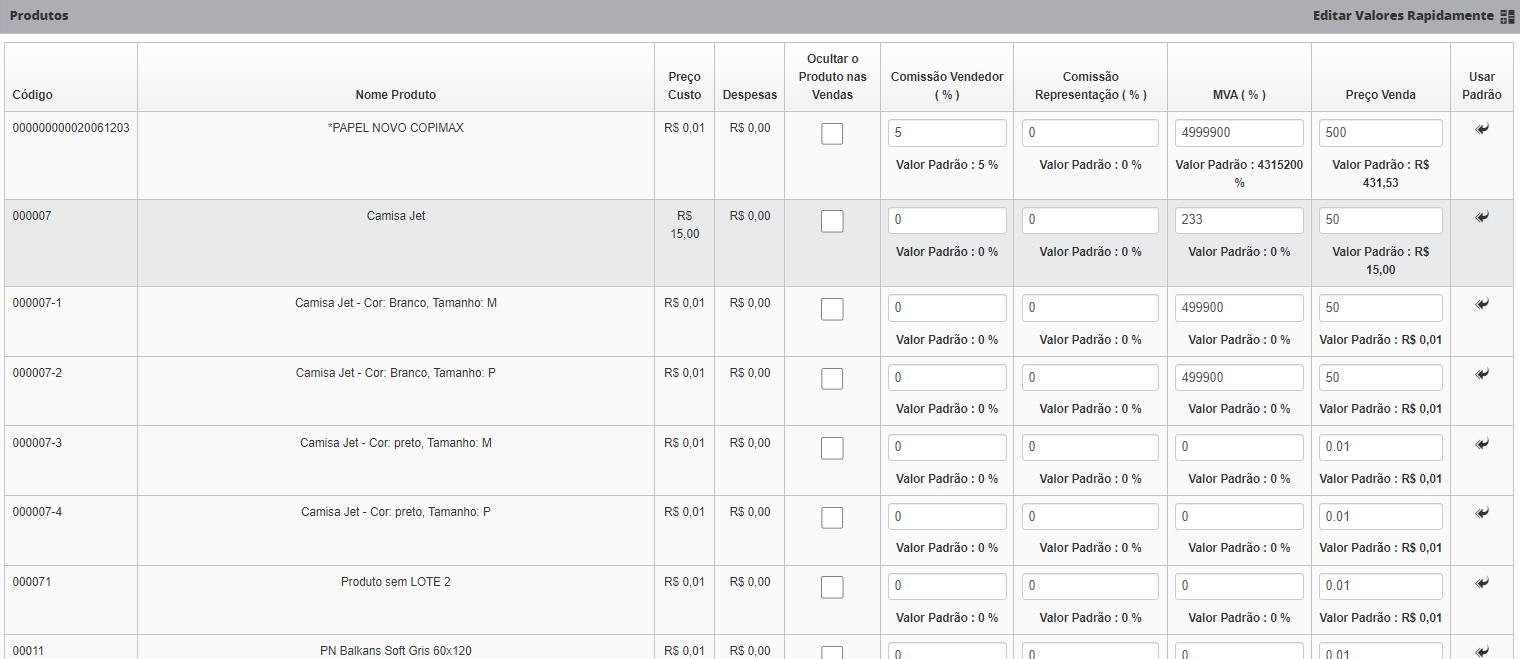 Produtos Editar Valores Rapidamente
Código Nome Produto Preço Custo Despesas Ocultar o Produto nas Vendas Comissão Vendedor ( % ) Comissão Representação ( % ) MVA ( % ) Preço Venda Usar Padrão
000000000020061203 *PAPEL NOVO COPIMAX R$ 0,01 R$ 0,00 5 0 4999900 500
Valor Padrão : 5 % Valor Padrão : 0 % Valor Padrão : 4315200 % Valor Padrão : R$ 431,53
000007 Camisa Jet R$ 15,00 R$ 0,00 0 0 233 50
Valor Padrão : 0 % Valor Padrão : 0 % Valor Padrão : 0 % Valor Padrão : R$ 15,00
000007-1 Camisa Jet - Cor: Branco, Tamanho: M R$ 0,01 R$ 0,00 0 0 499900 50
Valor Padrão : 0 % Valor Padrão : 0 % Valor Padrão : 0 % Valor Padrão : R$ 0,01
000007-2 Camisa Jet - Cor: Branco, Tamanho: P R$ 0,01 R$ 0,00 0 0 499900 50
Valor Padrão : 0 % Valor Padrão : 0 % Valor Padrão : 0 % Valor Padrão : R$ 0,01
000007-3 Camisa Jet - Cor: preto, Tamanho: M R$ 0,01 R$ 0,00 0 0 0 0.01
Valor Padrão : 0 % Valor Padrão : 0 % Valor Padrão : 0 % Valor Padrão : R$ 0,01
000007-4 Camisa Jet - Cor: preto, Tamanho: P R$ 0,01 R$ 0,00 0 0 0 0.01
Valor Padrão : 0 % Valor Padrão : 0 % Valor Padrão : 0 % Valor Padrão : R$ 0,01
000071 Produto sem LOTE 2 R$ 0,01 R$ 0,00 0 0 0 0.01
Valor Padrão : 0 % Valor Padrão : 0 % Valor Padrão : 0 % Valor Padrão : R$ 0,01
00011 PN Balkans Soft Gris 60x120 R$ 0,01 R$ 0,00 0 0 0 0.01